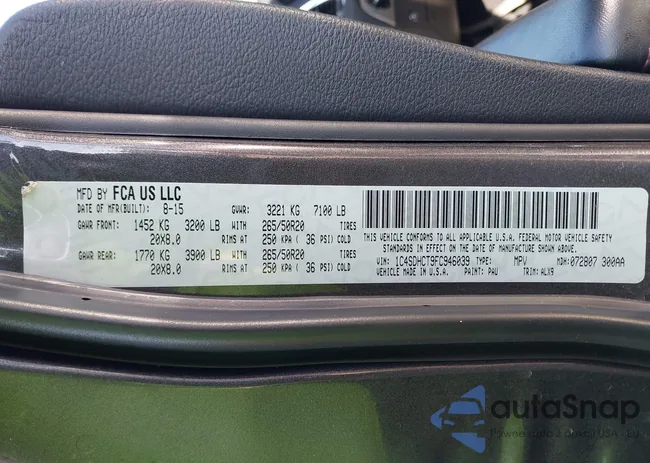 MFD BY FCA US LLC
DATE OF MFR(BUILT): 8-15 GVWR: 3221 KG 7100 LB
GAWR FRONT: 1452 KG 3200 LB WITH 265/50R20 TIRES
20X8.0 RIMS AT 250 KPA ( 36 PSI) COLD
GAWR REAR: 1770 KG 3900 LB WITH 265/50R20 TIRES
20X8.0 RIMS AT 250 KPA ( 36 PSI) COLD
THIS VEHICLE CONFORMS TO ALL APPLICABLE U.S.A. FEDERAL MOTOR VEHICLE SAFETY
STANDARDS IN EFFECT ON THE DATE OF MANUFACTURE SHOWN ABOVE.
VIN: 1C4SDHCT9FC946039 TYPE: MPV MDH: 072807 300AA
VEHICLE MADE IN U.S.A. PAINT: PAU TRIM: ALX9
autoSnap